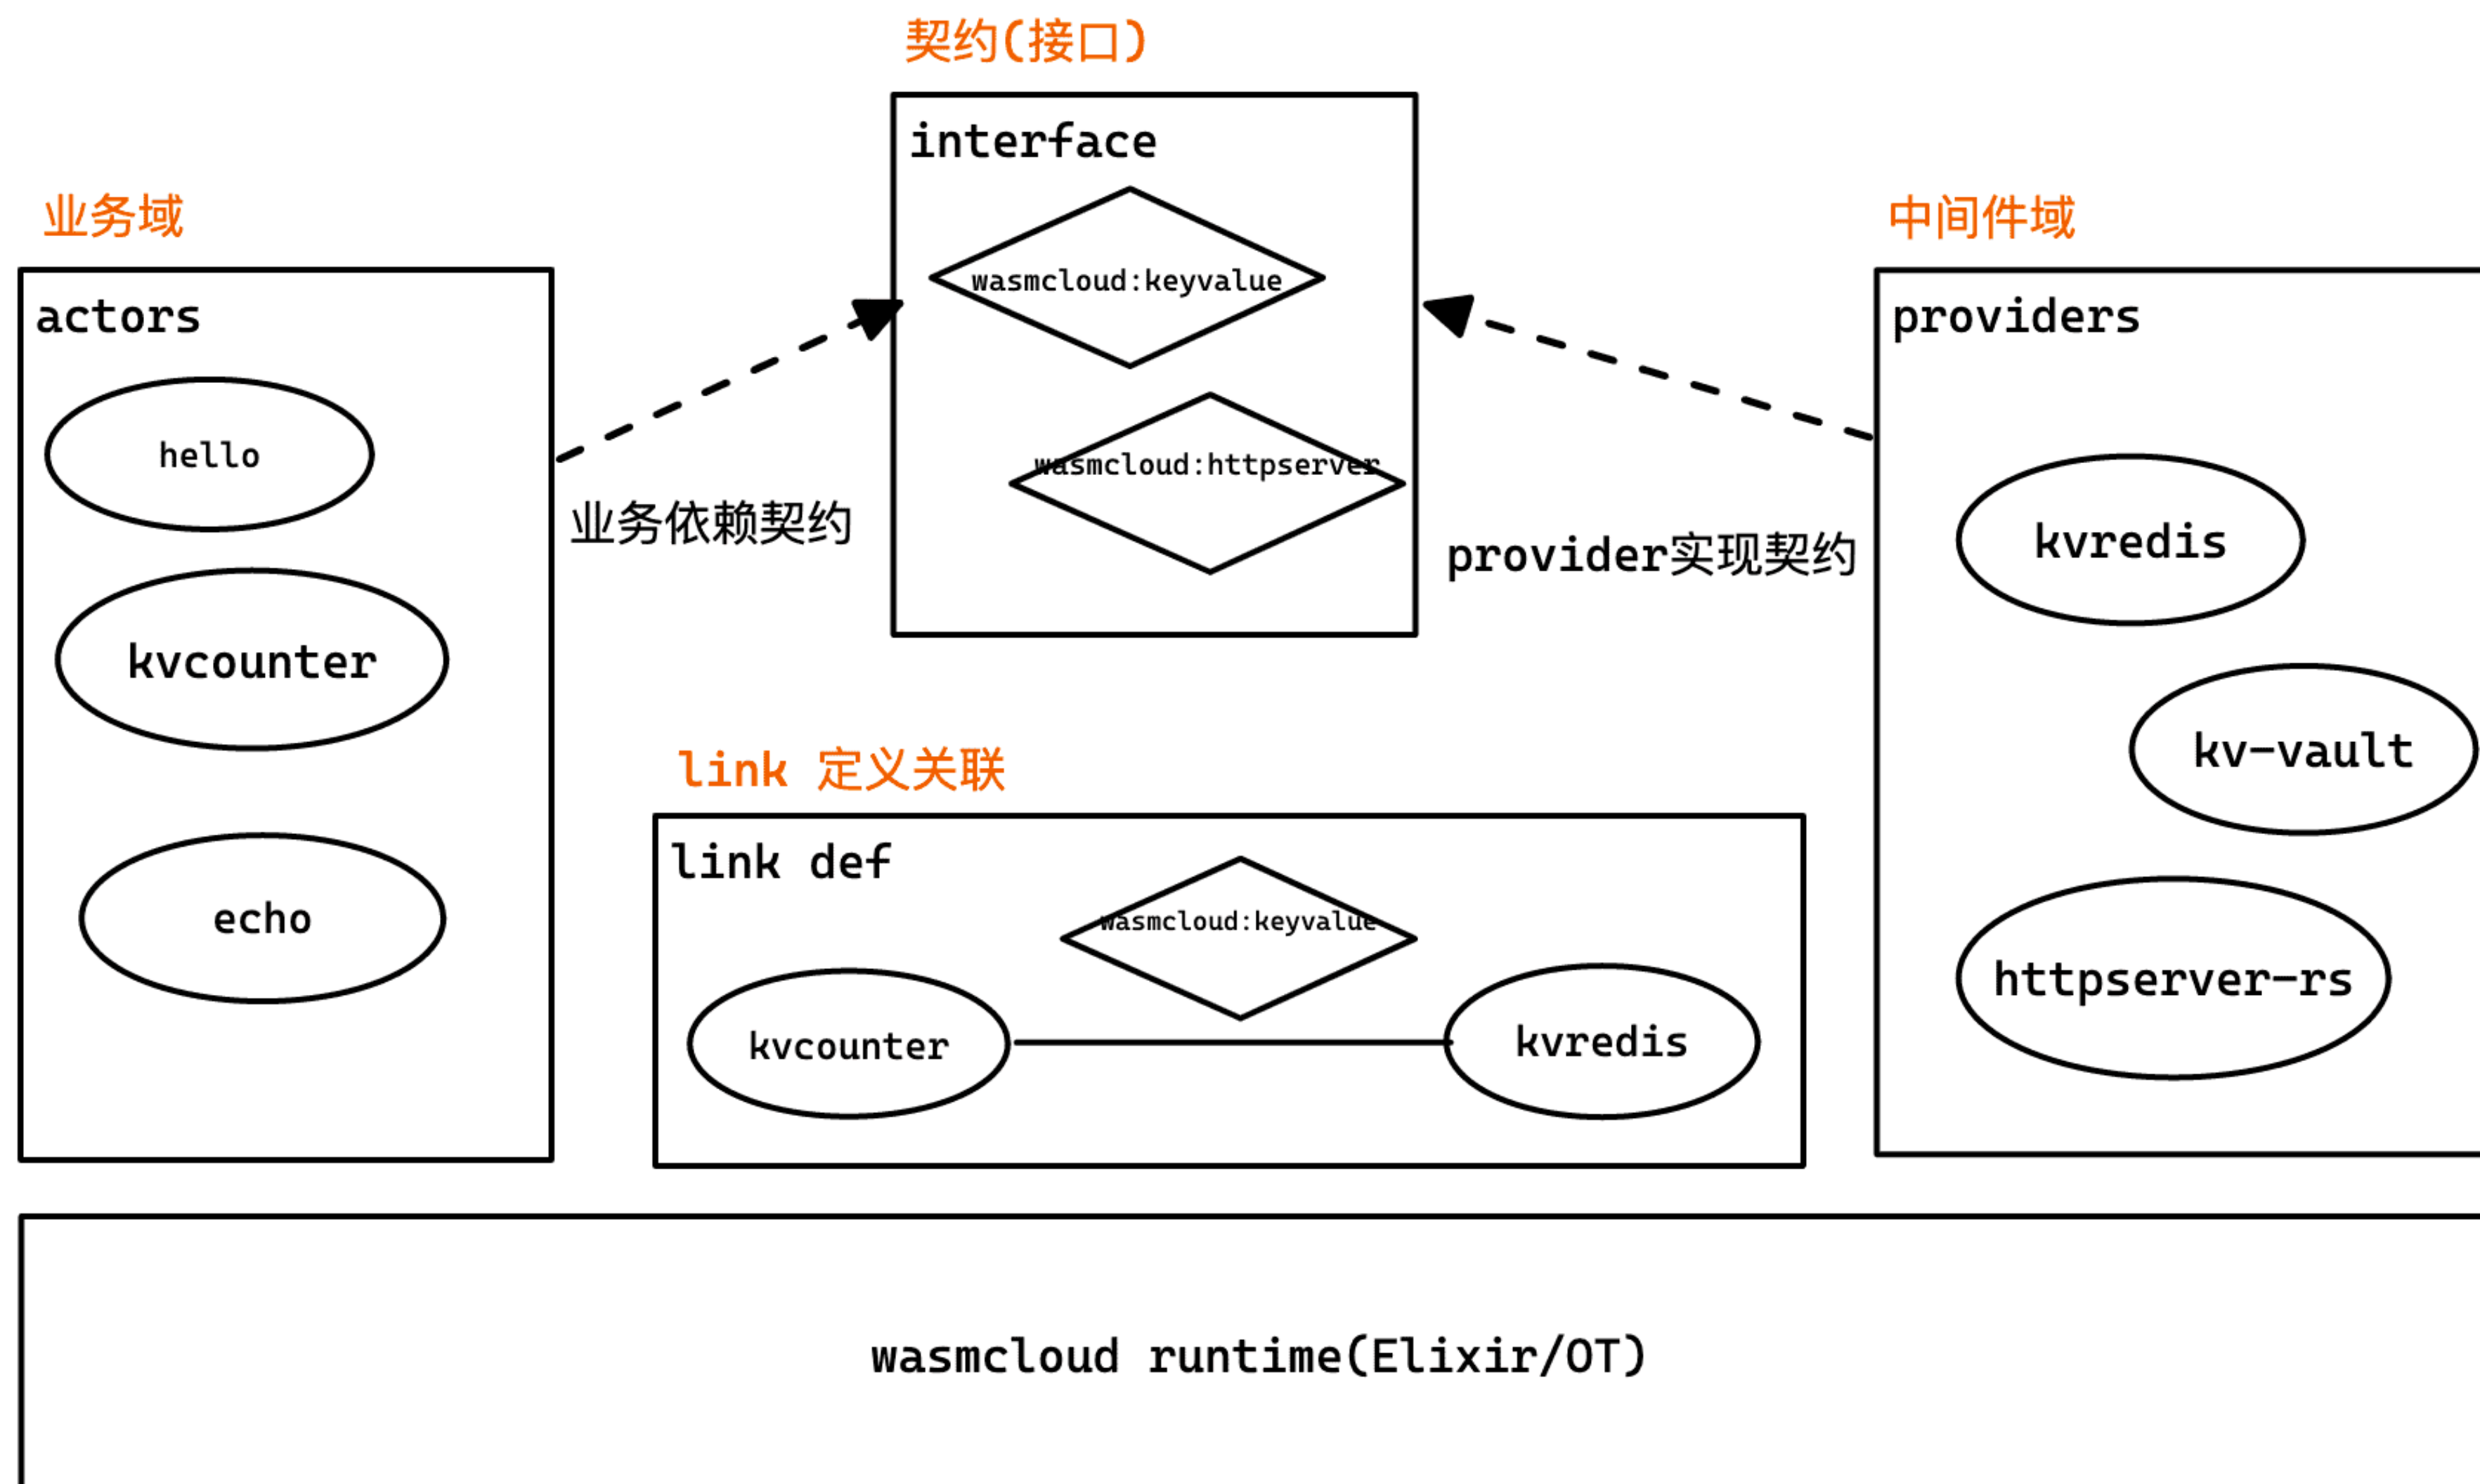 契约(接口)
interface
wasmcloud:keyvalue
wasmcloud:httpserver
业务域
actors
hello
kvcounter
echo
业务依赖契约
provider实现契约
中间件域
providers
kvredis
kv-vault
httpserver-rs
link 定义关联
link def
wasmcloud:keyvalue
kvcounter
kvredis
wasmcloud runtime(Elixir/OT)